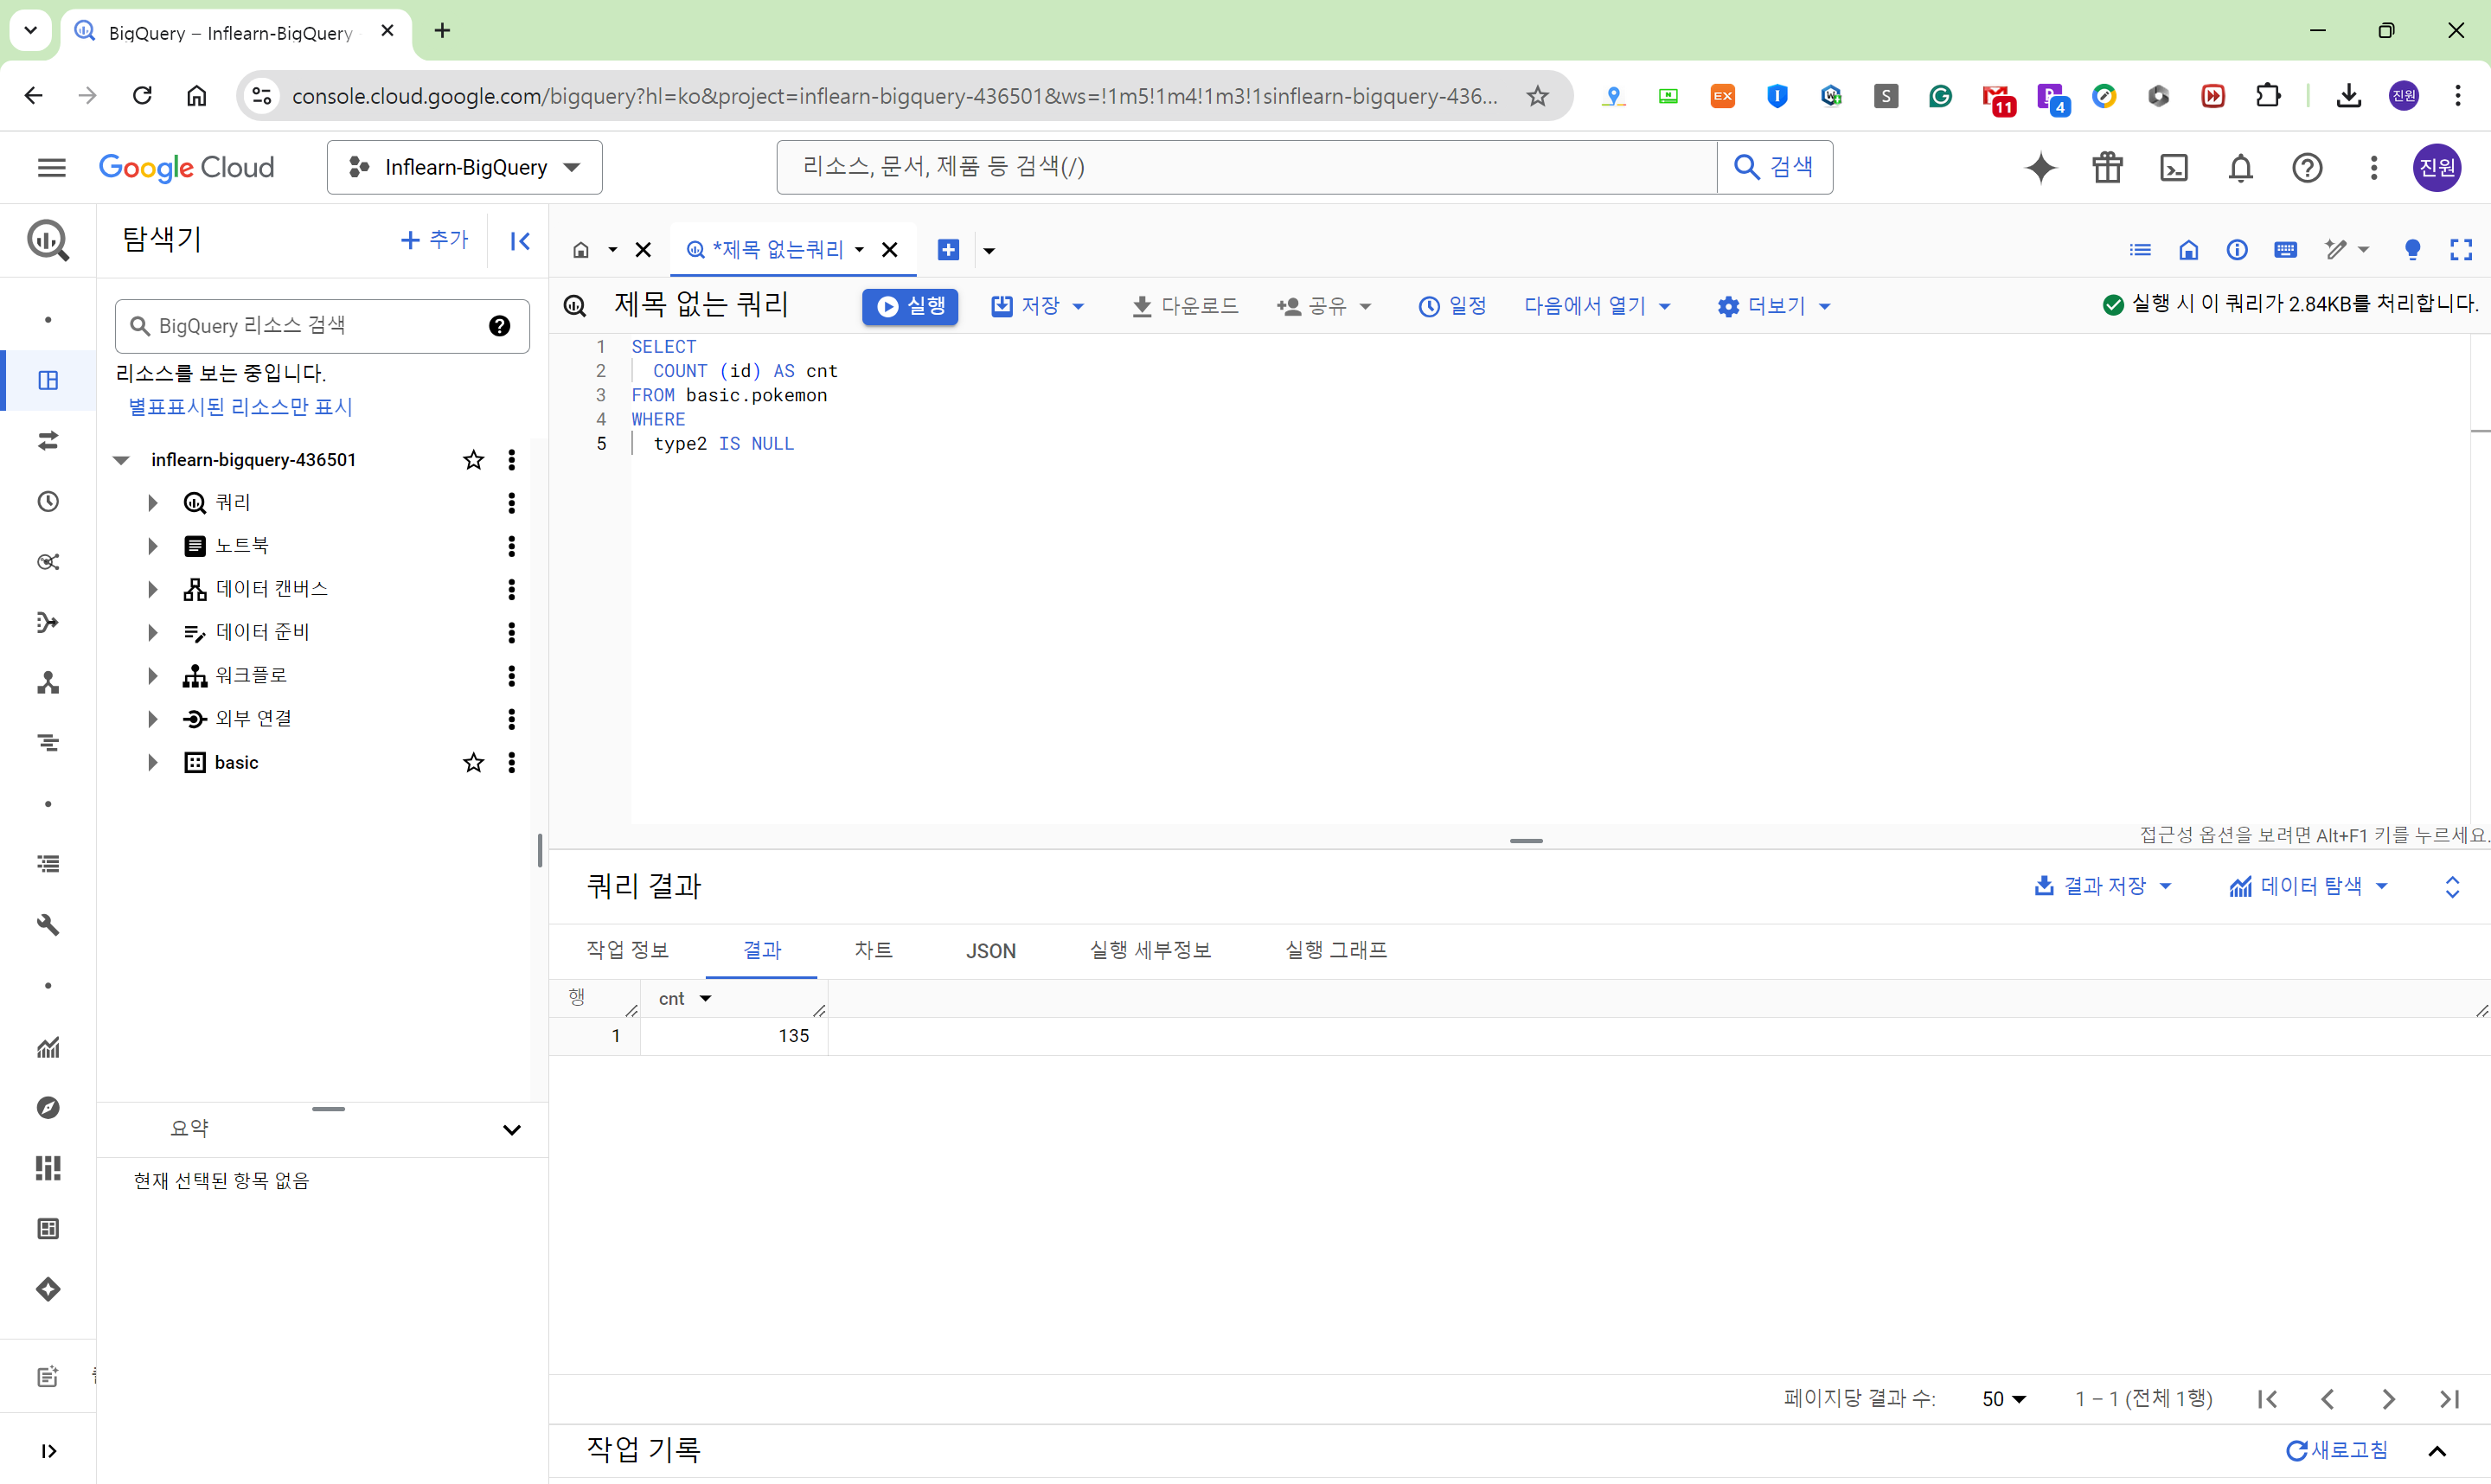 BigQuery – Inflearn-BigQuery
console.cloud.google.com/bigquery?hl=ko&project=inflearn-bigquery-436501&ws=!1m5!1m4!1m3!1sinflearn-bigquery-436...
EX
S
11
4
진원
Google Cloud
Inflearn-BigQuery
리소스, 문서, 제품 등 검색(/)
검색
진원
탐색기
추가
*제목 없는쿼리
BigQuery 리소스 검색
제목 없는 쿼리
실행
저장
다운로드
공유
일정
다음에서 열기
더보기
실행 시 이 쿼리가 2.84KB를 처리합니다.
리소스를 보는 중입니다.
별표표시된 리소스만 표시
inflearn-bigquery-436501
쿼리
노트북
데이터 캔버스
데이터 준비
워크플로
외부 연결
basic
1 SELECT
2 COUNT (id) AS cnt
3 FROM basic.pokemon
4 WHERE
5 type2 IS NULL
접근성 옵션을 보려면 Alt+F1 키를 누르세요.
쿼리 결과
결과 저장
데이터 탐색
작업 정보
결과
차트
JSON
실행 세부정보
실행 그래프
행 cnt
1 135
요약
현재 선택된 항목 없음
페이지당 결과 수: 50 1 – 1 (전체 1행)
작업 기록
새로고침